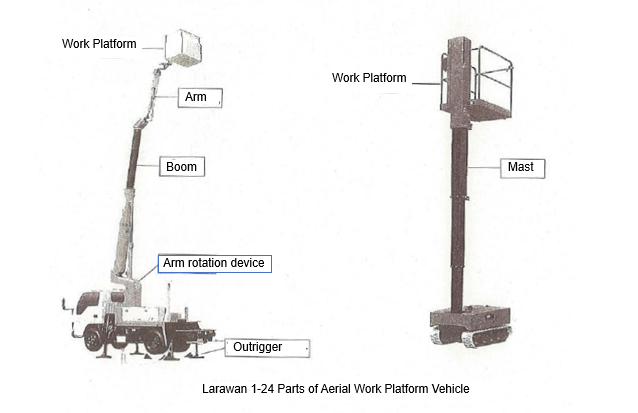 Work Platform
Arm
Boom
Arm rotation device
Outrigger
Work Platform
Mast
Larawan 1-24 Parts of Aerial Work Platform Vehicle